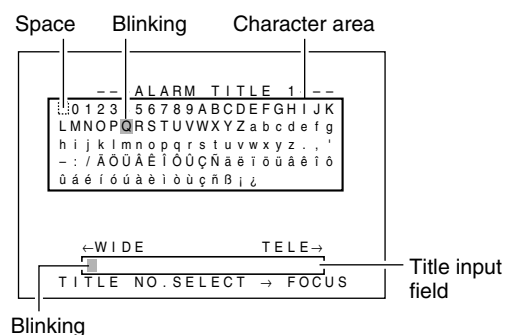 Space Blinking Character area
-- ALARM TITLE 1 --
0123 56789ABCDEFGHIJK
LMNOPQRSTUVWXYZabcdefg
hijklmnopqrstuvwxyz.,'
–:/ÄÖÜÂÊÎÔÛÇÑäëïöüâêîô
ûáéíóúàèìòùçñß¡¿
←WIDE TELE→
Title input
field
TITLE NO.SELECT → FOCUS
Blinking